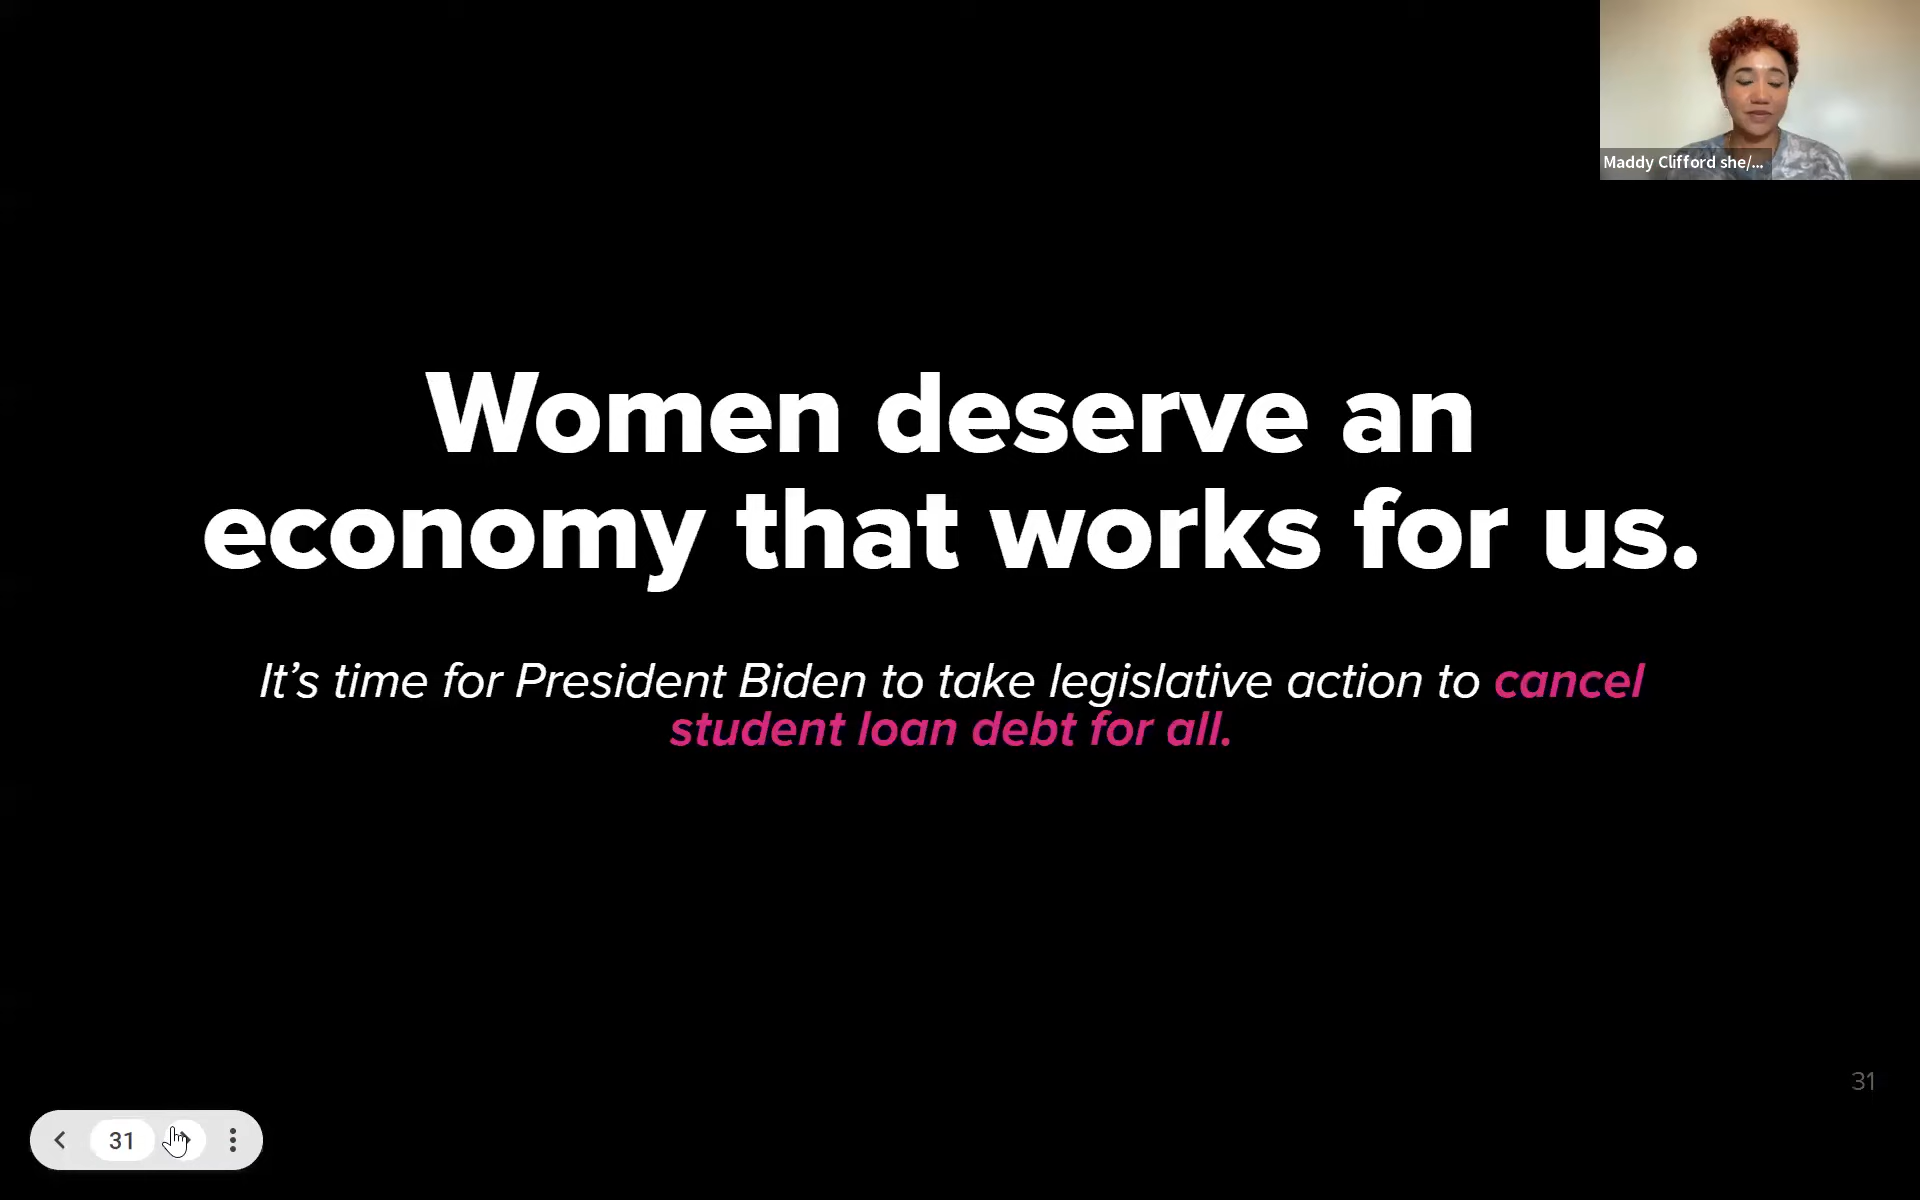 Maddy Clifford she/...
Women deserve an
economy that works for us.
It’s time for President Biden to take legislative action to cancel
student loan debt for all.
31
31